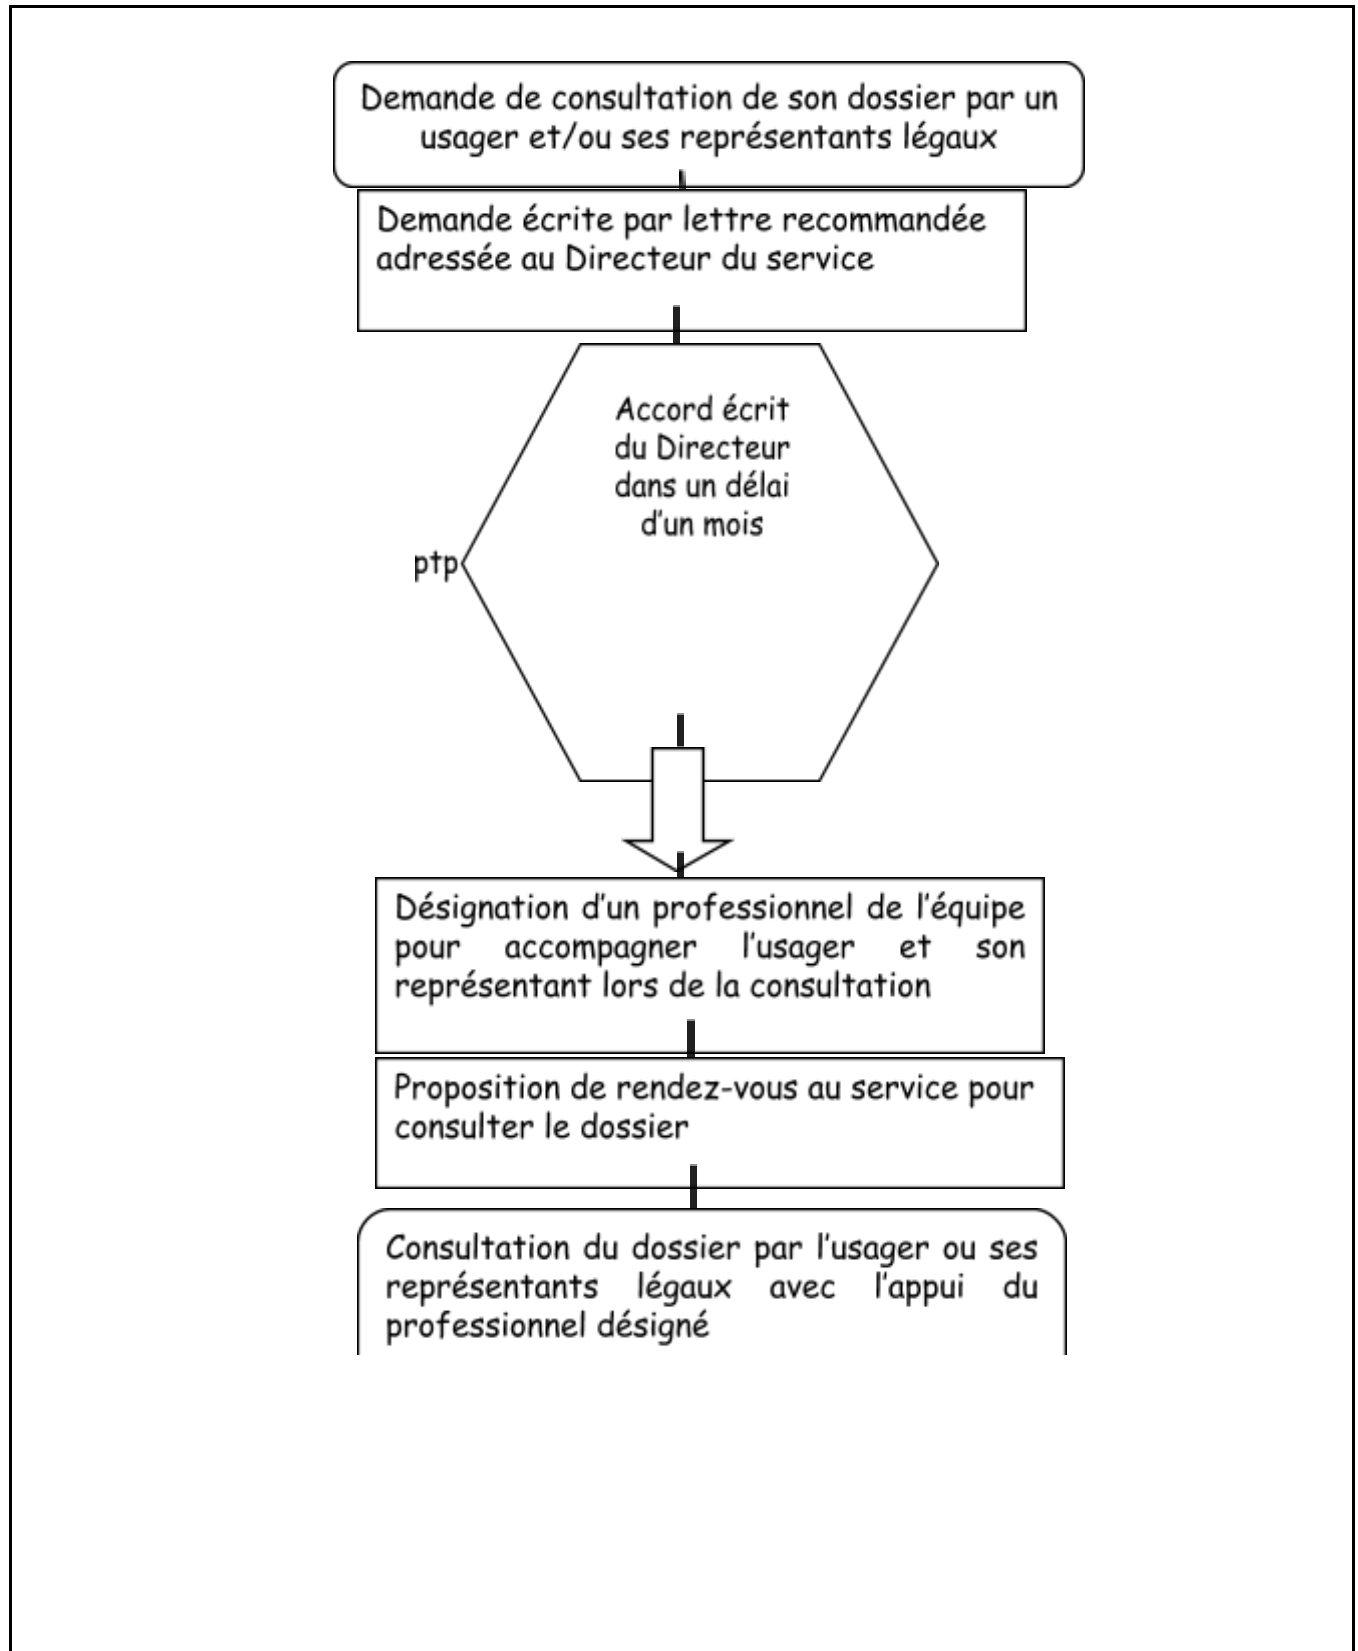 Demande de consultation de son dossier par un
usager et/ou ses représentants légaux
Demande écrite par lettre recommandée
adressée au Directeur du service
Accord écrit
du Directeur
dans un délai
d'un mois
ptp
Désignation d'un professionnel de l'équipe
pour accompagner l'usager et son
représentant lors de la consultation
Proposition de rendez-vous au service pour
consulter le dossier
Consultation du dossier par l'usager ou ses
représentants légaux avec l'appui du
professionnel désigné